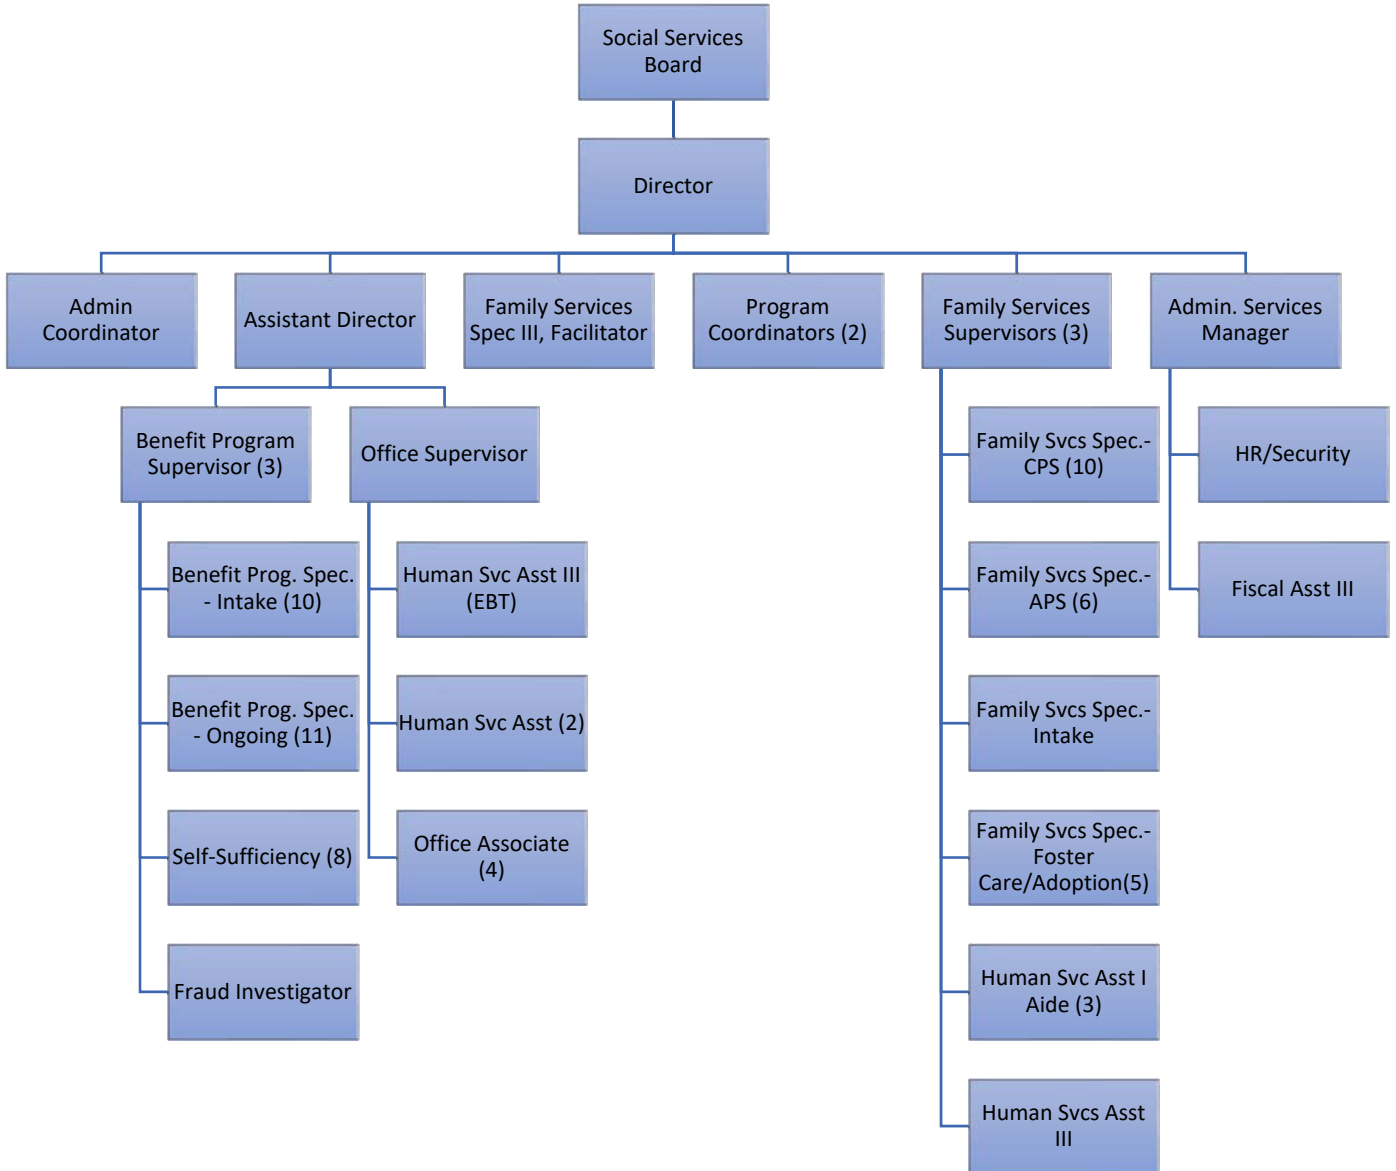 Social Services
Board
Director
Admin
Coordinator
Assistant Director
Family Services
Spec III, Facilitator
Program
Coordinators (2)
Family Services
Supervisors (3)
Admin. Services
Manager
Benefit Program
Supervisor (3)
Office Supervisor
Family Svcs Spec.-
CPS (10)
HR/Security
Benefit Prog. Spec.
- Intake (10)
Human Svc Asst III
(EBT)
Family Svcs Spec.-
APS (6)
Fiscal Asst III
Benefit Prog. Spec.
- Ongoing (11)
Human Svc Asst (2)
Family Svcs Spec.-
Intake
Self-Sufficiency (8)
Office Associate
(4)
Family Svcs Spec.-
Foster
Care/Adoption(5)
Fraud Investigator
Human Svc Asst I
Aide (3)
Human Svcs Asst
III